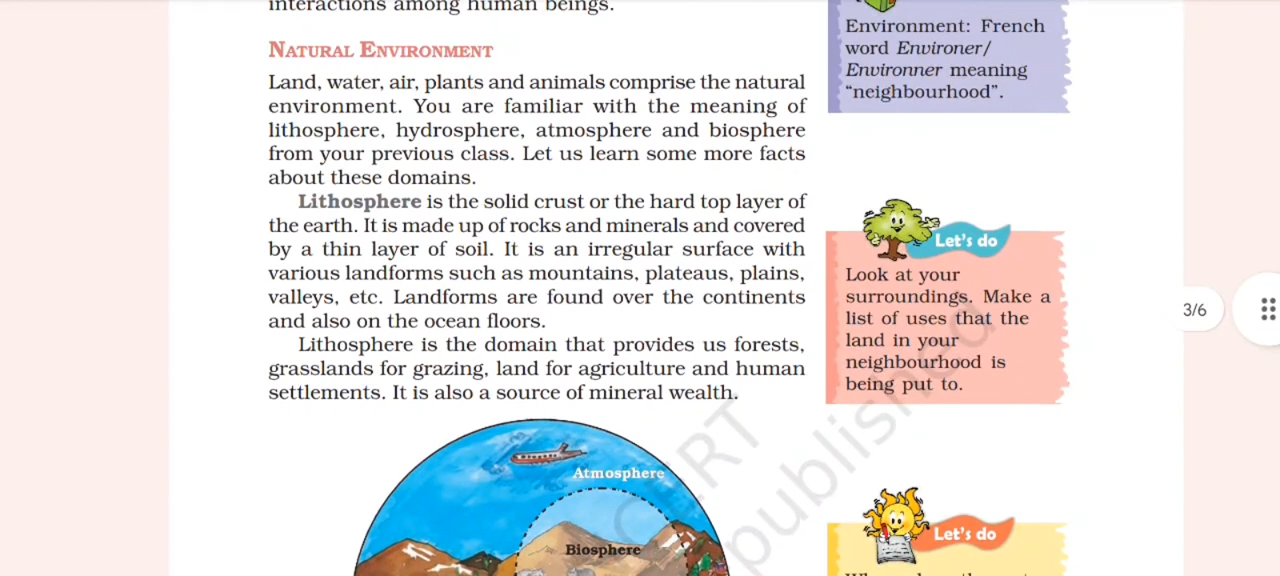 interactions among human beings.
NATURAL ENVIRONMENT
Land, water, air, plants and animals comprise the natural
environment. You are familiar with the meaning of
lithosphere, hydrosphere, atmosphere and biosphere
from your previous class. Let us learn some more facts
about these domains.
Lithosphere is the solid crust or the hard top layer of
the earth. It is made up of rocks and minerals and covered
by a thin layer of soil. It is an irregular surface with
various landforms such as mountains, plateaus, plains,
valleys, etc. Landforms are found over the continents
and also on the ocean floors.
Lithosphere is the domain that provides us forests,
grasslands for grazing, land for agriculture and human
settlements. It is also a source of mineral wealth.
Atmosphere
Biosphere
Environment: French
word Environer/
Environner meaning
“neighbourhood”.
Let's do
Look at your
surroundings. Make a
list of uses that the
land in your
neighbourhood is
being put to.
Let's do
3/6
published